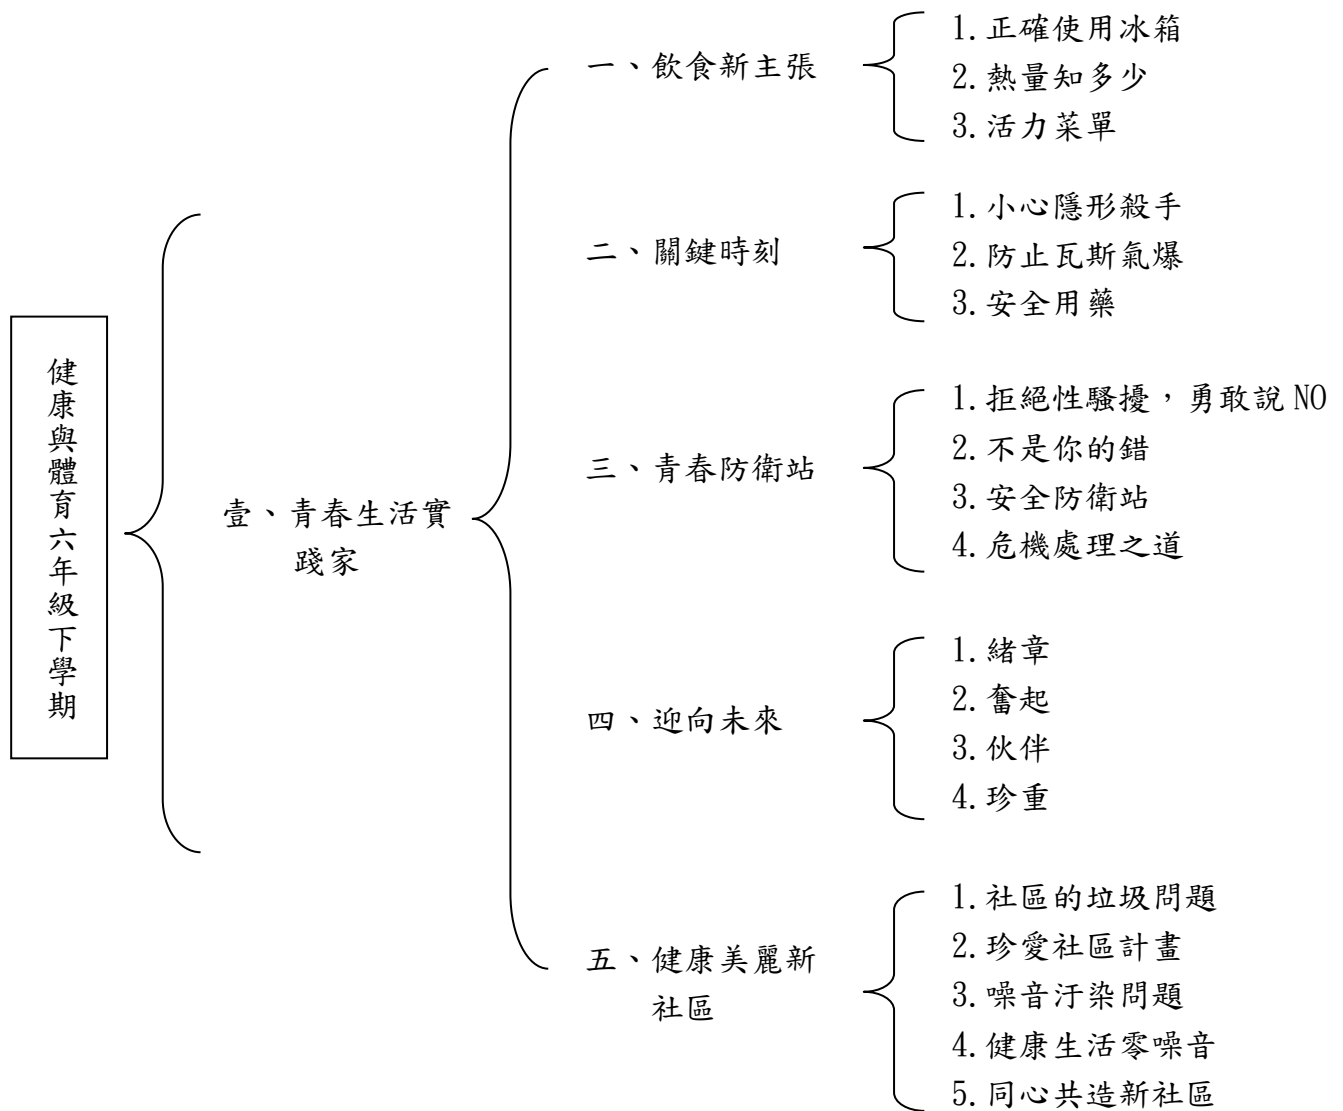 健康與體育六年級下學期
壹、青春生活實
踐家
一、飲食新主張
1.正確使用冰箱
2.熱量知多少
3.活力菜單
二、關鍵時刻
1.小心隱形殺手
2.防止瓦斯氣爆
3.安全用藥
三、青春防衛站
1.拒絕性騷擾，勇敢說 NO
2.不是你的錯
3.安全防衛站
4.危機處理之道
四、迎向未來
1.緒章
2.奮起
3.伙伴
4.珍重
五、健康美麗新
社區
1.社區的垃圾問題
2.珍愛社區計畫
3.噪音汙染問題
4.健康生活零噪音
5.同心共造新社區